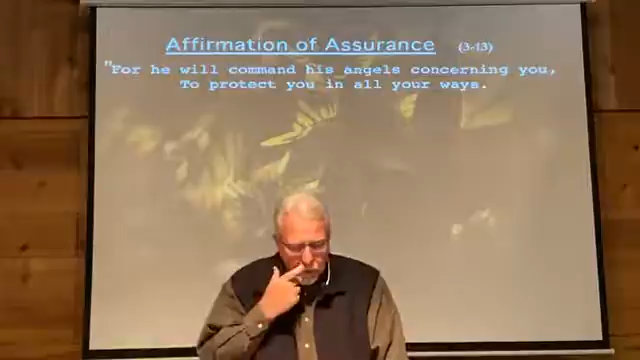 Affirmation of Assurance (3-13)
"For he will command his angels concerning you,
To protect you in all your ways.